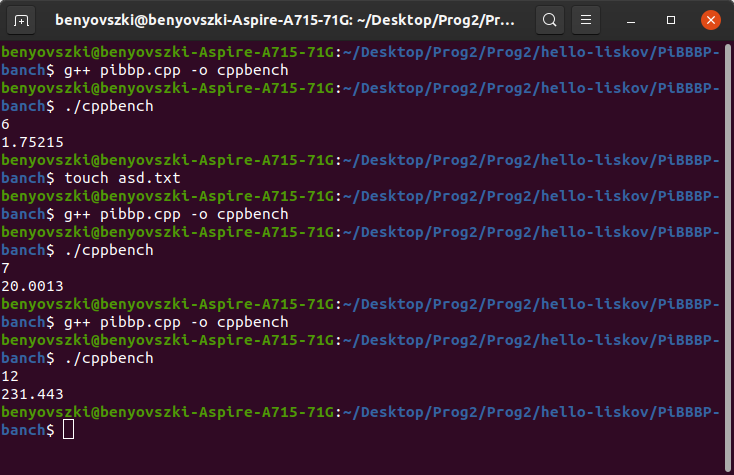 benyovszki@benyovszki-Aspire-A715-71G: ~/Desktop/Prog2/Pr...
benyovszki@benyovszki-Aspire-A715-71G:~/Desktop/Prog2/Prog2/hello-liskov/PiBBBP-
banch$ g++ pibbp.cpp -o cppbench
benyovszki@benyovszki-Aspire-A715-71G:~/Desktop/Prog2/Prog2/hello-liskov/PiBBBP-
banch$ ./cppbench
6
1.75215
benyovszki@benyovszki-Aspire-A715-71G:~/Desktop/Prog2/Prog2/hello-liskov/PiBBBP-
banch$ touch asd.txt
benyovszki@benyovszki-Aspire-A715-71G:~/Desktop/Prog2/Prog2/hello-liskov/PiBBBP-
banch$ g++ pibbp.cpp -o cppbench
benyovszki@benyovszki-Aspire-A715-71G:~/Desktop/Prog2/Prog2/hello-liskov/PiBBBP-
banch$ ./cppbench
7
20.0013
benyovszki@benyovszki-Aspire-A715-71G:~/Desktop/Prog2/Prog2/hello-liskov/PiBBBP-
banch$ g++ pibbp.cpp -o cppbench
benyovszki@benyovszki-Aspire-A715-71G:~/Desktop/Prog2/Prog2/hello-liskov/PiBBBP-
banch$ ./cppbench
12
231.443
benyovszki@benyovszki-Aspire-A715-71G:~/Desktop/Prog2/Prog2/hello-liskov/PiBBBP-
banch$